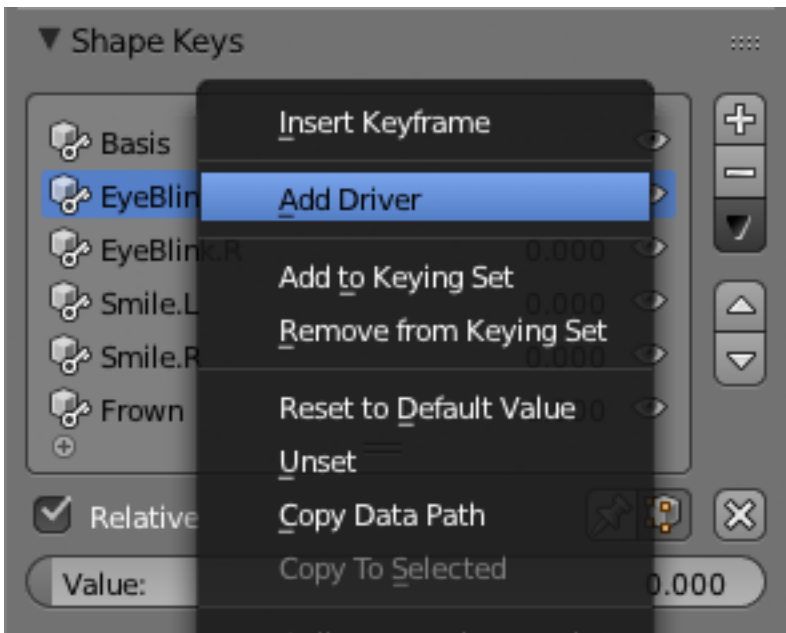 Shape Keys
Insert Keyframe
Basis
Add Driver
EyeBlin
EyeBlink.R 0.000
Add to Keying Set
Smile.L 0.000
Remove from Keying Set
Smile.R
Frown
Reset to Default Value
Unset
Relative
Copy Data Path
Copy To Selected
Value: 0.000